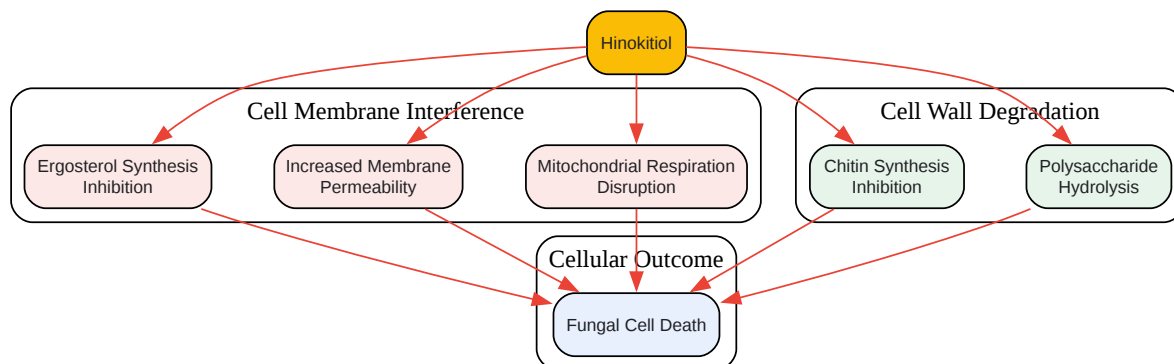 Hinokitiol
Cell Membrane Interference
Cell Wall Degradation
Ergosterol Synthesis
Inhibition
Increased Membrane
Permeability
Mitochondrial Respiration
Disruption
Chitin Synthesis
Inhibition
Polysaccharide
Hydrolysis
Cellular Outcome
Fungal Cell Death